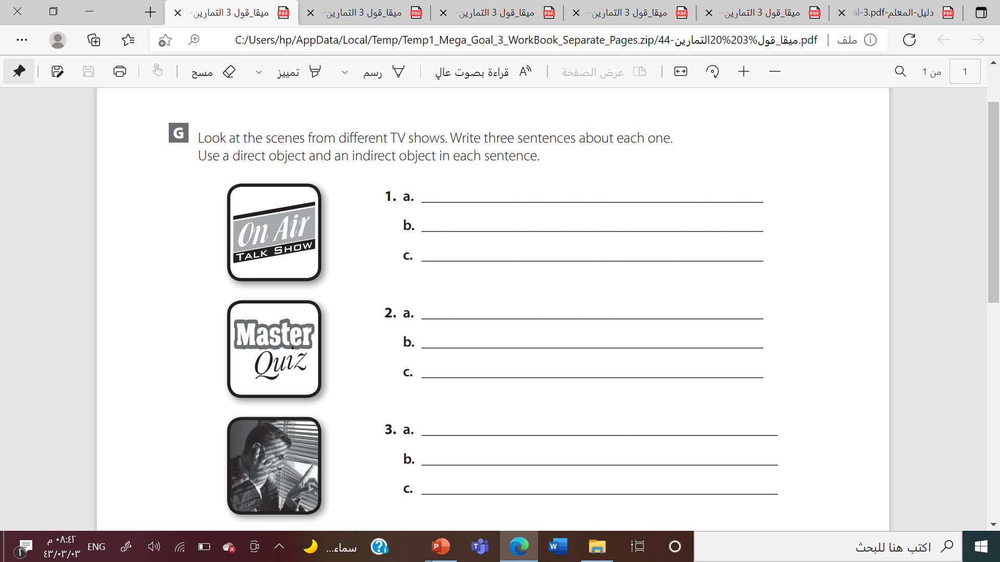 ميقا_قول 3 التمارين-
ميقا_قول 3 التمارين-
ميقا_قول 3 التمارين-
ميقا_قول 3 التمارين-
ميقا_قول 3 التمارين-
دليل-المعلم-al-3.pdf
C:/Users/hp/AppData/Local/Temp/Temp1_Mega_Goal_3_WorkBook_Separate_Pages.zip/44-ميقا_قول%203%20التمارين.pdf
ملف
مسح
تمييز
رسم
قراءة بصوت عالٍ
عرض الصفحة
من 1
1
G Look at the scenes from different TV shows. Write three sentences about each one.
Use a direct object and an indirect object in each sentence.
On Air
TALK SHOW
1. a.
b.
c.
Master
Quiz
2. a.
b.
c.
3. a.
b.
c.
٠٨:٤٢ م
٤٣/٠٣/٠٣
١
ENG
سماء...
اكتب هنا للبحث